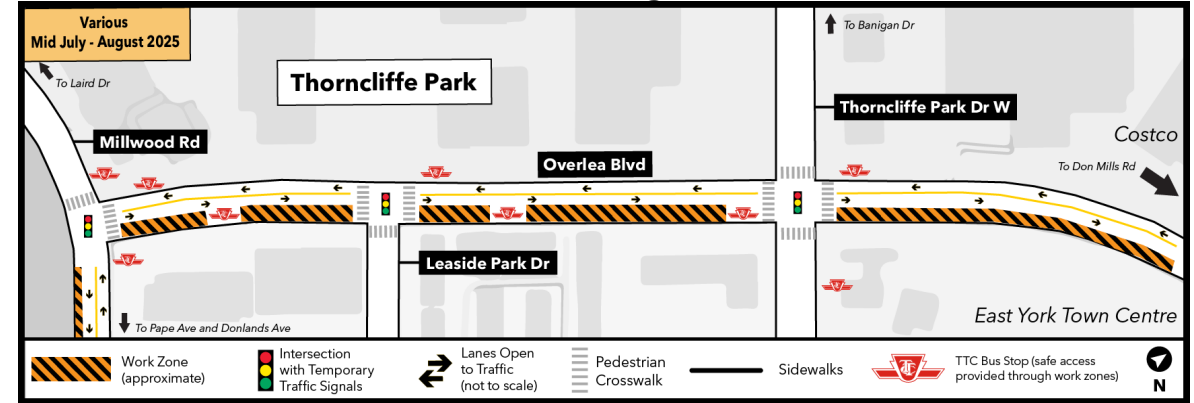 Various
Mid July - August 2025
To Laird Dr
Thorncliffe Park
To Banigan Dr
Thorncliffe Park Dr W
Costco
To Don Mills Rd
Millwood Rd
Overlea Blvd
Leaside Park Dr
To Pape Ave and Donlands Ave
East York Town Centre
Work Zone
(approximate)
Intersection
with Temporary
Traffic Signals
Lanes Open
to Traffic
(not to scale)
Pedestrian
Crosswalk
Sidewalks
TTC
TTC Bus Stop (safe access
provided through work zones)
N